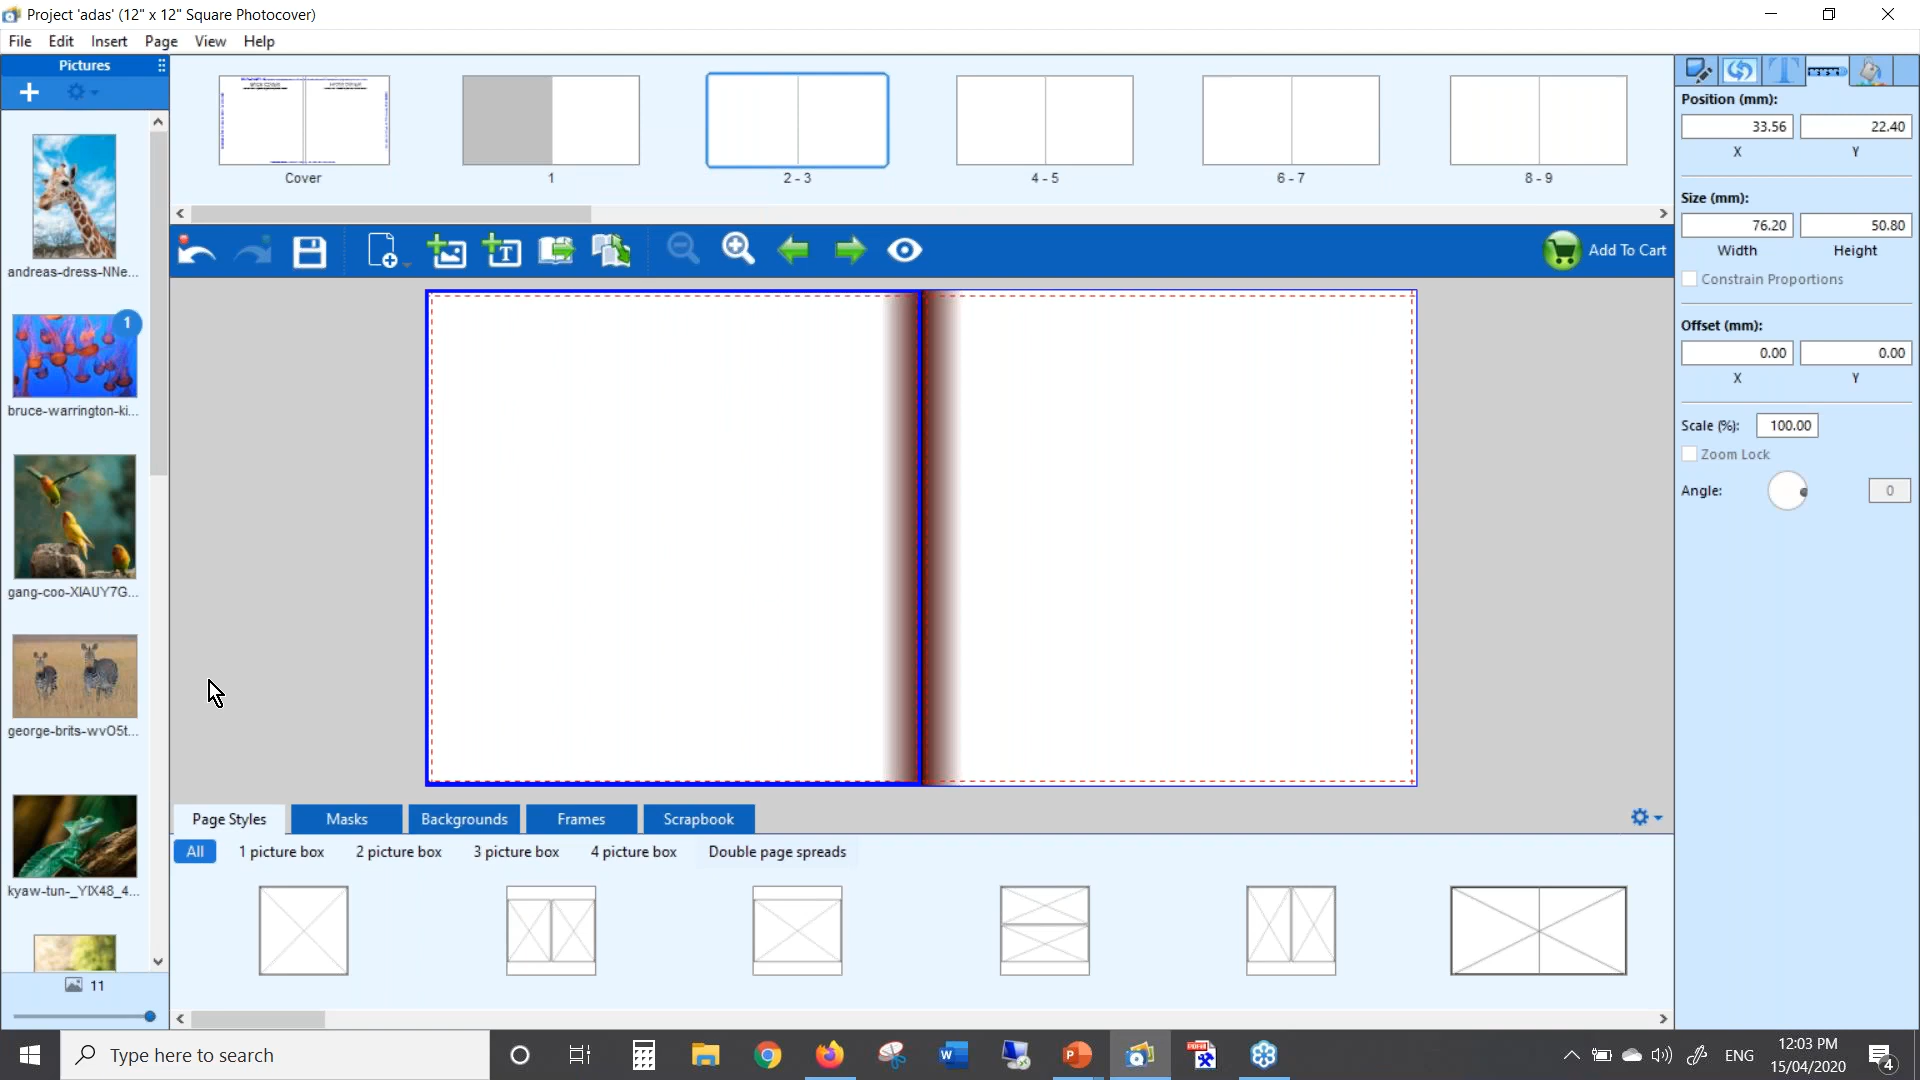 Project 'adas' (12" x 12" Square Photocover)
File Edit Insert Page View Help
Pictures
andreas-dress-NNe...
1
bruce-warrington-ki...
gang-coo-XIAUY7G...
george-brits-wvO5t...
kyaw-tun-_YIX48_4...
11
Cover
1
2 - 3
4 - 5
6 - 7
8 - 9
T
Add To Cart
Page Styles
Masks
Backgrounds
Frames
Scrapbook
All
1 picture box
2 picture box
3 picture box
4 picture box
Double page spreads
T
Position (mm):
33.56 22.40
X Y
Size (mm):
76.20 50.80
Width Height
Constrain Proportions
Offset (mm):
0.00 0.00
X Y
Scale (%): 100.00
Zoom Lock
Angle: 0
Type here to search
W
P
PDF
ENG
12:03 PM
15/04/2020
4